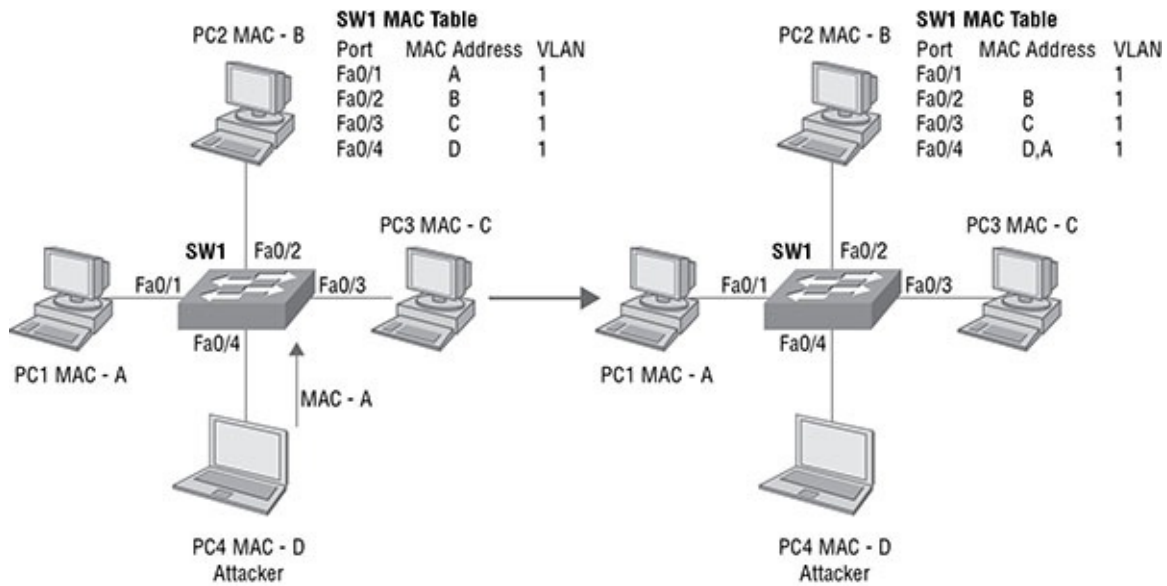 SW1 MAC Table
PC2 MAC - B
Port MAC Address VLAN
Fa0/1 A 1
Fa0/2 B 1
Fa0/3 C 1
Fa0/4 D 1
PC3 MAC - C
SW1 Fa0/2
Fa0/1 Fa0/3
Fa0/4
PC1 MAC - A
MAC - A
PC4 MAC - D
Attacker
SW1 MAC Table
PC2 MAC - B
Port MAC Address VLAN
Fa0/1 1
Fa0/2 B 1
Fa0/3 C 1
Fa0/4 D,A 1
PC3 MAC - C
SW1 Fa0/2
Fa0/1 Fa0/3
Fa0/4
PC1 MAC - A
PC4 MAC - D
Attacker